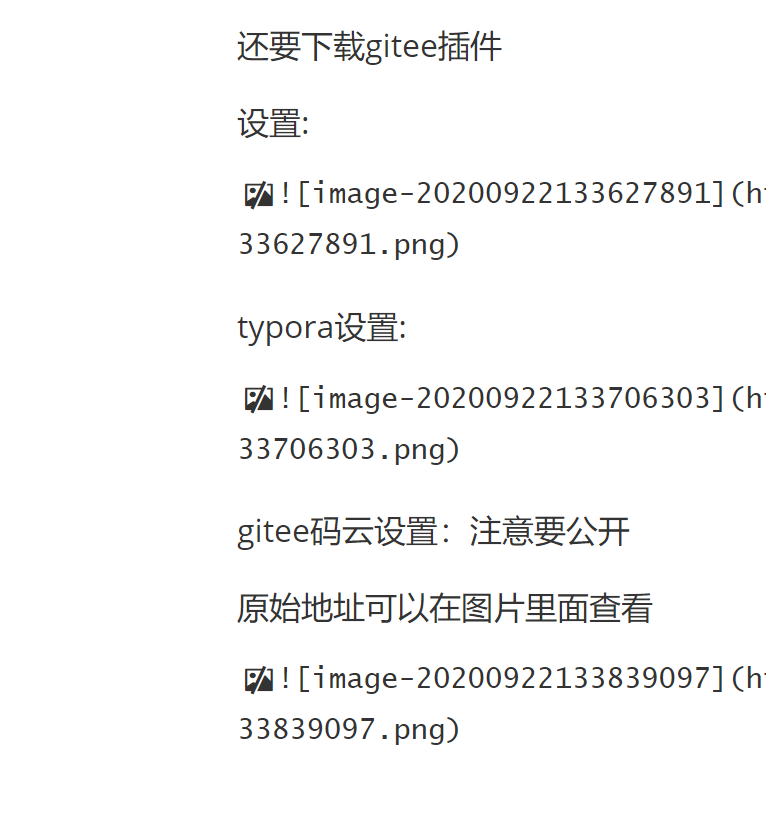 还要下载gitee插件
设置:
![image-20200922133627891](ht
33627891.png)
typora设置:
![image-20200922133706303](ht
33706303.png)
gitee码云设置：注意要公开
原始地址可以在图片里面查看
![image-20200922133839097](ht
33839097.png)